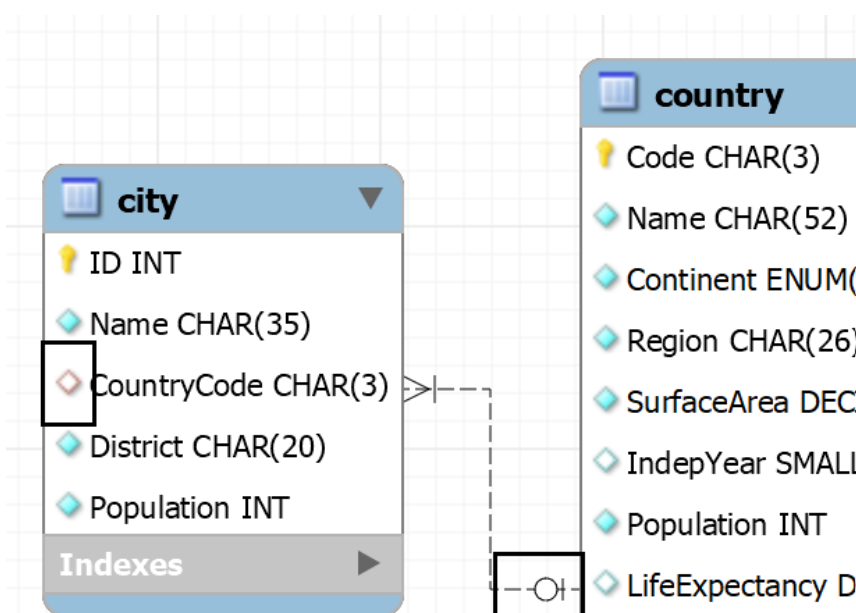 city
ID INT
Name CHAR(35)
CountryCode CHAR(3)
District CHAR(20)
Population INT
Indexes
country
Code CHAR(3)
Name CHAR(52)
Continent ENUM(
Region CHAR(26)
SurfaceArea DEC
IndepYear SMALL
Population INT
LifeExpectancy D